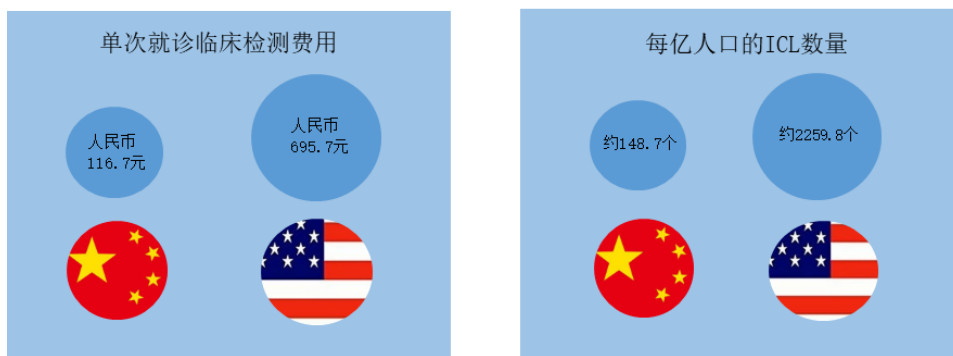 单次就诊临床检测费用
人民币
116.7元
人民币
695.7元
每亿人口的ICL数量
约148.7个
约2259.8个